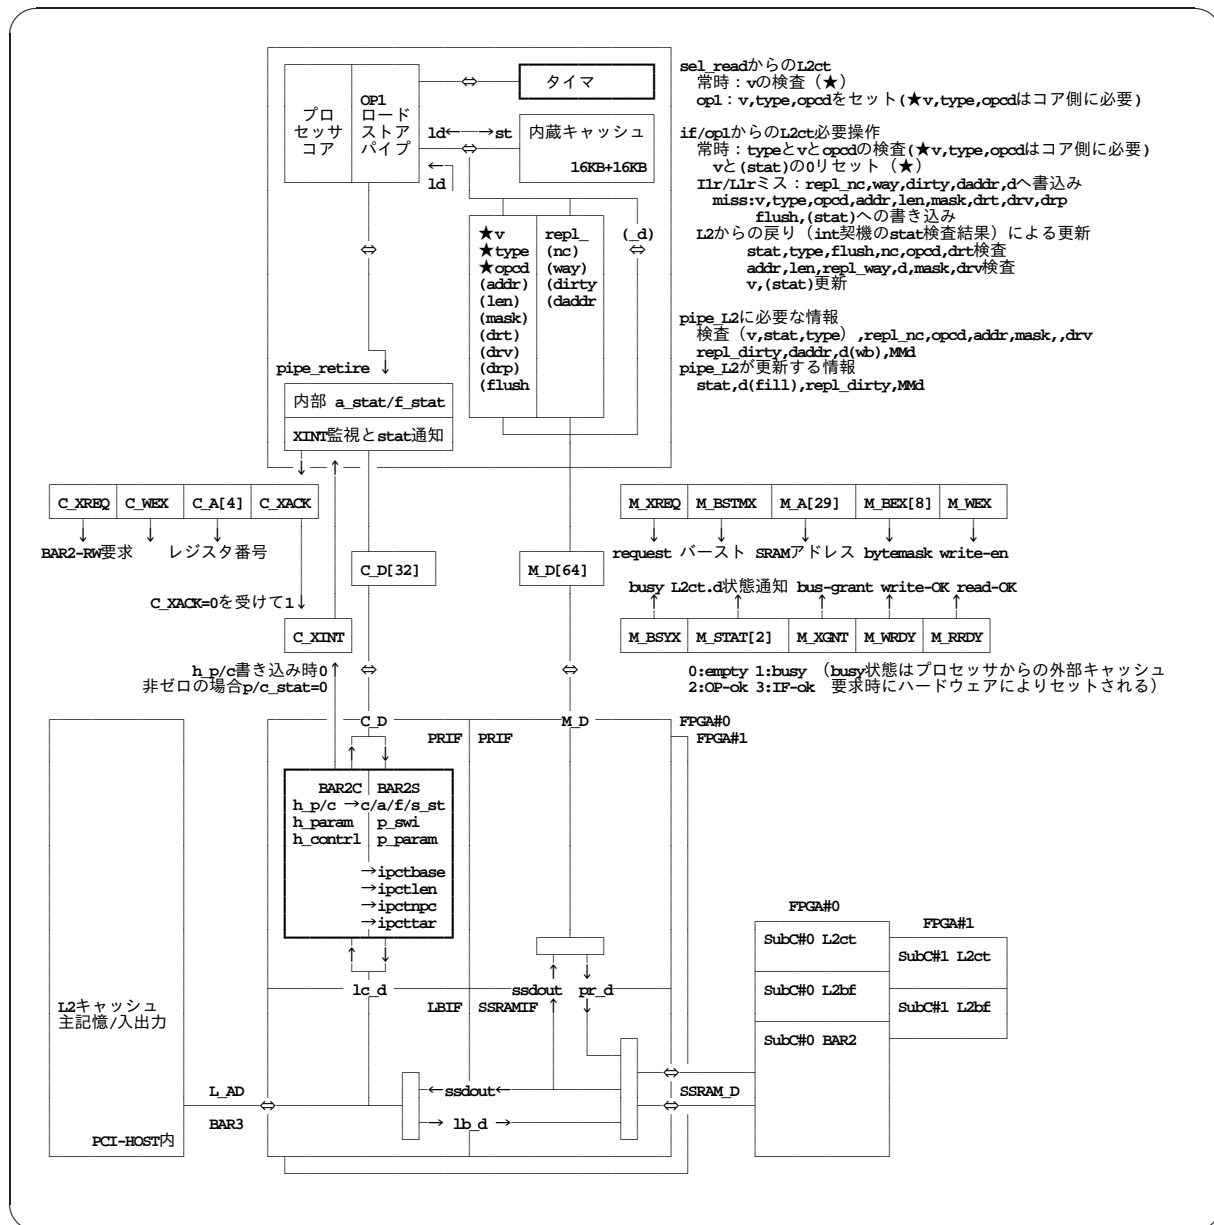 sel_readからのL2ct
常時：vの検査（★）
op1：v,type,opcdをセット(★v,type,opcdはコア側に必要)
if/op1からのL2ct必要操作
常時：typeとvとopcdの検査(★v,type,opcdはコア側に必要)
vと(stat)の0リセット(★)
I1r/L1rミス：repl_nc,way,dirty,daddr,dへ書込み
miss:v,type,opcd,addr,len,mask,drt,drv,drp
flush,(stat)への書き込み
L2からの戻り（int契機のstat検査結果）による更新
stat,type,flush,nc,opcd,drt検査
addr,len,repl_way,d,mask,drv検査
v,(stat)更新
pipe_L2に必要な情報
検査（v,stat,type）,repl_nc,opcd,addr,mask,,drv
repl_dirty,daddr,d(wb),MMd
pipe_L2が更新する情報
stat,d(fill),repl_dirty,MMd
プロ
セッサ
コア
OP1
ロード
ストア
パイプ
⇔
タイマ
ld←→st
⇔
内蔵キャッシュ
16KB+16KB
←
ld
⇔
★v
★type
★opcd
(addr)
(len)
(mask)
(drt)
(drv)
(drp)
(flush
repl_
(nc)
(way)
(dirty
(daddr
(_d)
⇔
pipe_retire
↓
内部 a_stat/f_stat
XINT監視とstat通知
↓ ↑
C_XREQ C_WEX C_A[4] C_XACK
↓ ↓ ↓
BAR2-RW要求 レジスタ番号
C_XACK=0を受けて1 ↓
C_XINT
C_D[32]
M_D[64]
M_XREQ M_BSTMX M_A[29] M_BEX[8] M_WEX
↓ ↓ ↓ ↓ ↓
request バースト SRAMアドレス bytemask write-en
busy L2ct.d状態通知 bus-grant write-OK read-OK
↑ ↑ ↑ ↑ ↑
M_BSYX M_STAT[2] M_XGNT M_WRDY M_RRDY
0:empty 1:busy （busy状態はプロセッサからの外部キャッシュ
2:OP-ok 3:IF-ok 要求時にハードウェアによりセットされる）
h_p/c書き込み時0 ↑ ⇔ ⇔
非ゼロの場合p/c_stat=0
C_D M_D FPGA#0
PRIF PRIF FPGA#1
↑ ↓
BAR2C BAR2S
h_p/c →c/a/f/s_st
h_param p_swi
h_contrl p_param
→ipctbase
→ipctlen
→ipctnpc
→ipcttar
↑ ↓
lc_d
LBIF SSRAMIF
↑ ↓
ssdout pr_d
↑ ↓
←ssdout←
→ lb_d →
L2キャッシュ
主記憶/入出力
PCI-HOST内
L_AD ⇔
BAR3
⇔
SSRAM_D
⇔
FPGA#0
SubC#0 L2ct
SubC#0 L2bf
SubC#0 BAR2
FPGA#1
SubC#1 L2ct
SubC#1 L2bf